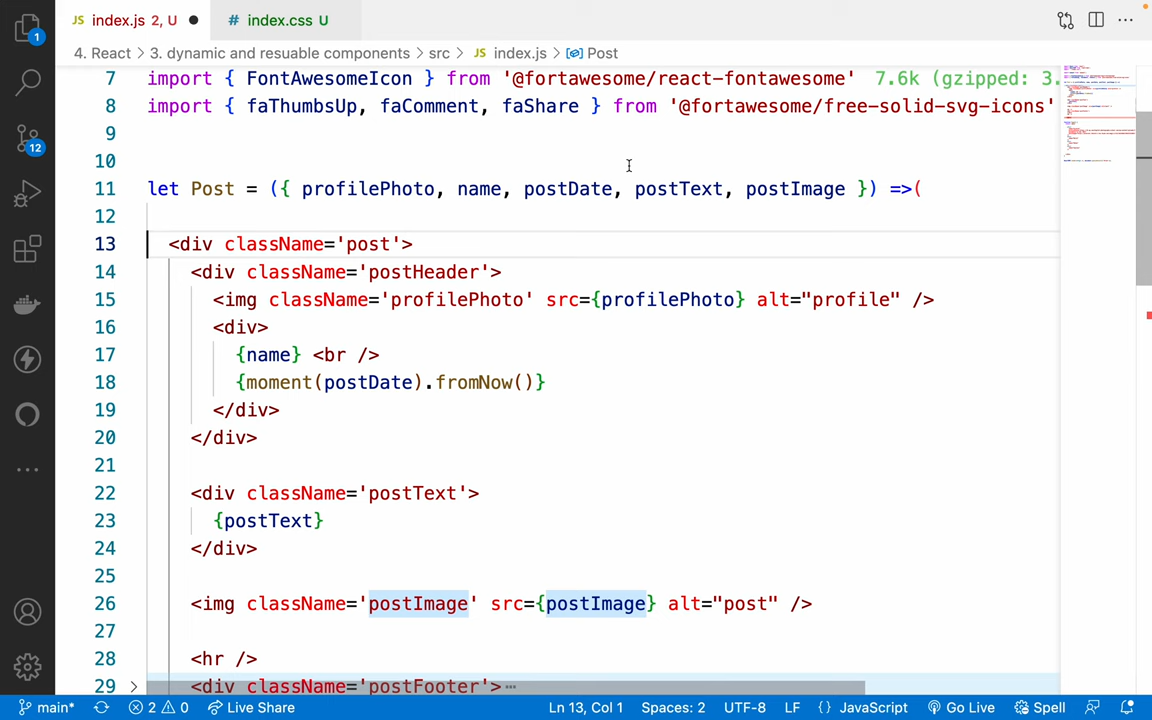 index.js 2, U
index.css U
4. React > 3. dynamic and resuable components > src > JS index.js > Post
7 import { FontAwesomeIcon } from '@fortawesome/react-fontawesome' 7.6k (gzipped: 3.
8 import { faThumbsUp, faComment, faShare } from '@fortawesome/free-solid-svg-icons'
9
10
11 let Post = ({ profilePhoto, name, postDate, postText, postImage }) =>(
12
13 <div className='post'>
14 <div className='postHeader'>
15 <img className='profilePhoto' src={profilePhoto} alt="profile" />
16 <div>
17 {name} <br />
18 {moment(postDate).fromNow()}
19 </div>
20 </div>
21
22 <div className='postText'>
23 {postText}
24 </div>
25
26 <img className='postImage' src={postImage} alt="post" />
27
28 <hr />
29 <div className='postFooter'>
main* 2 0 Live Share Ln 13, Col 1 Spaces: 2 UTF-8 LF {} JavaScript Go Live Spell
1
12